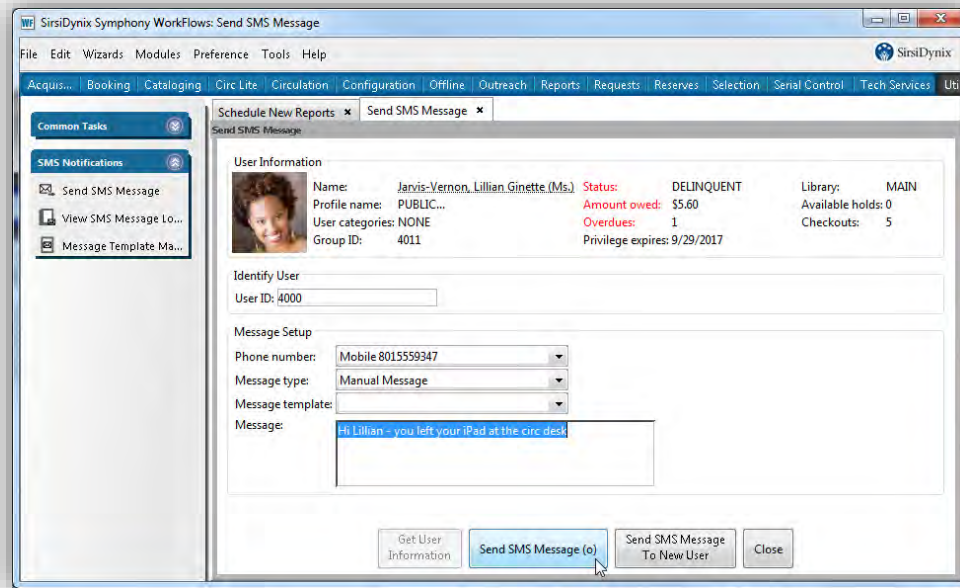 WF SirsiDynix Symphony WorkFlows: Send SMS Message
File Edit Wizards Modules Preference Tools Help SirsiDynix
Acquis... Booking Cataloging Circ Lite Circulation Configuration Offline Outreach Reports Requests Reserves Selection Serial Control Tech Services Uti
Schedule New Reports × Send SMS Message ×
Send SMS Message
Common Tasks
SMS Notifications
Send SMS Message
View SMS Message Lo...
Message Template Ma...
User Information
Name: Jarvis-Vernon, Lillian Ginette (Ms.) Status: DELINQUENT Library: MAIN
Profile name: PUBLIC... Amount owed: $5.60 Available holds: 0
User categories: NONE Overdues: 1 Checkouts: 5
Group ID: 4011 Privilege expires: 9/29/2017
Identify User
User ID: 4000
Message Setup
Phone number: Mobile 8015559347
Message type: Manual Message
Message template:
Message: Hi Lillian - you left your iPad at the circ desk
Get User
Information
Send SMS Message (o)
Send SMS Message
To New User
Close